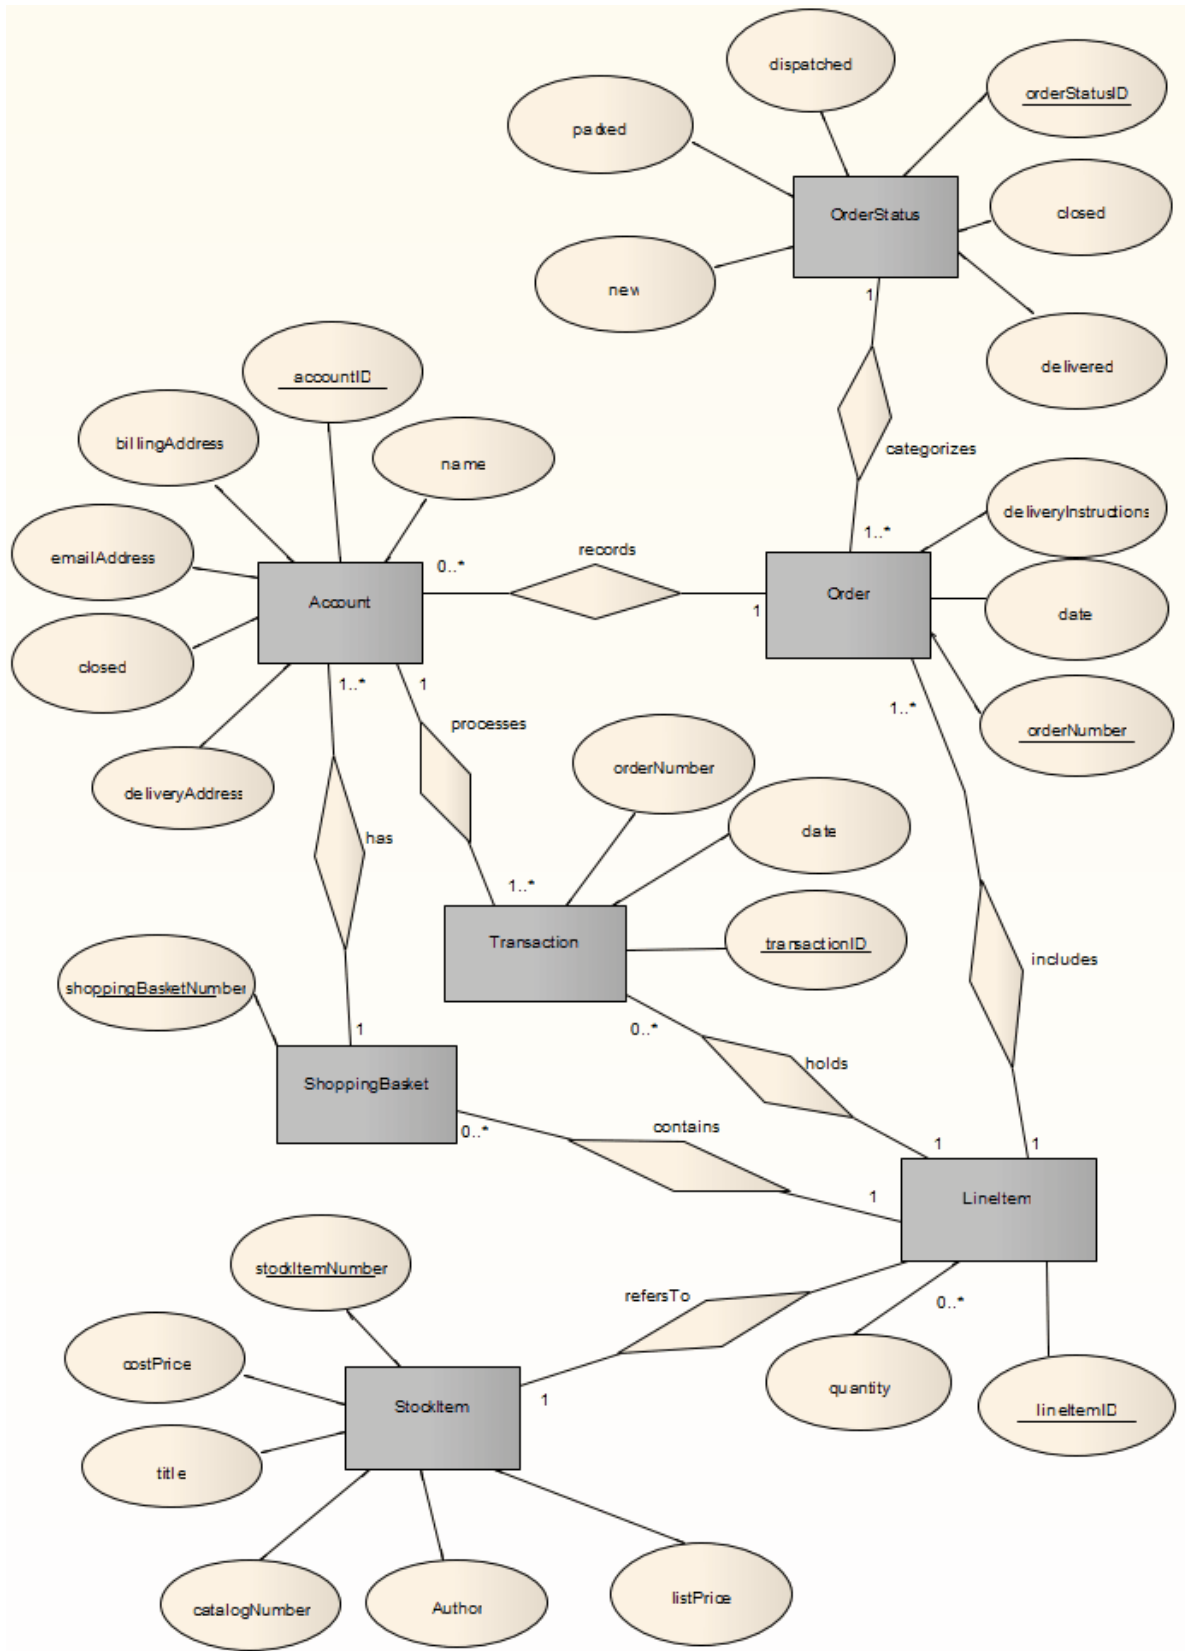 dispatched
orderStatusID
packed
OrderStatus
closed
new
1
delivered
accountID
billingAddress
name
categorizes
deliveryInstructions
emailAddress
records
1..*
0..*
Account
Order
1
date
closed
1..*
1
1..*
processes
orderNumber
orderNumber
deliveryAddress
has
date
1..*
Transaction
transactionID
includes
shoppingBasketNumber
1
0..*
holds
ShoppingBasket
contains
0..*
1
1
1
LineItem
stockItemNumber
refersTo
0..*
costPrice
1
quantity
StockItem
lineItemID
title
catalogNumber
Author
listPrice